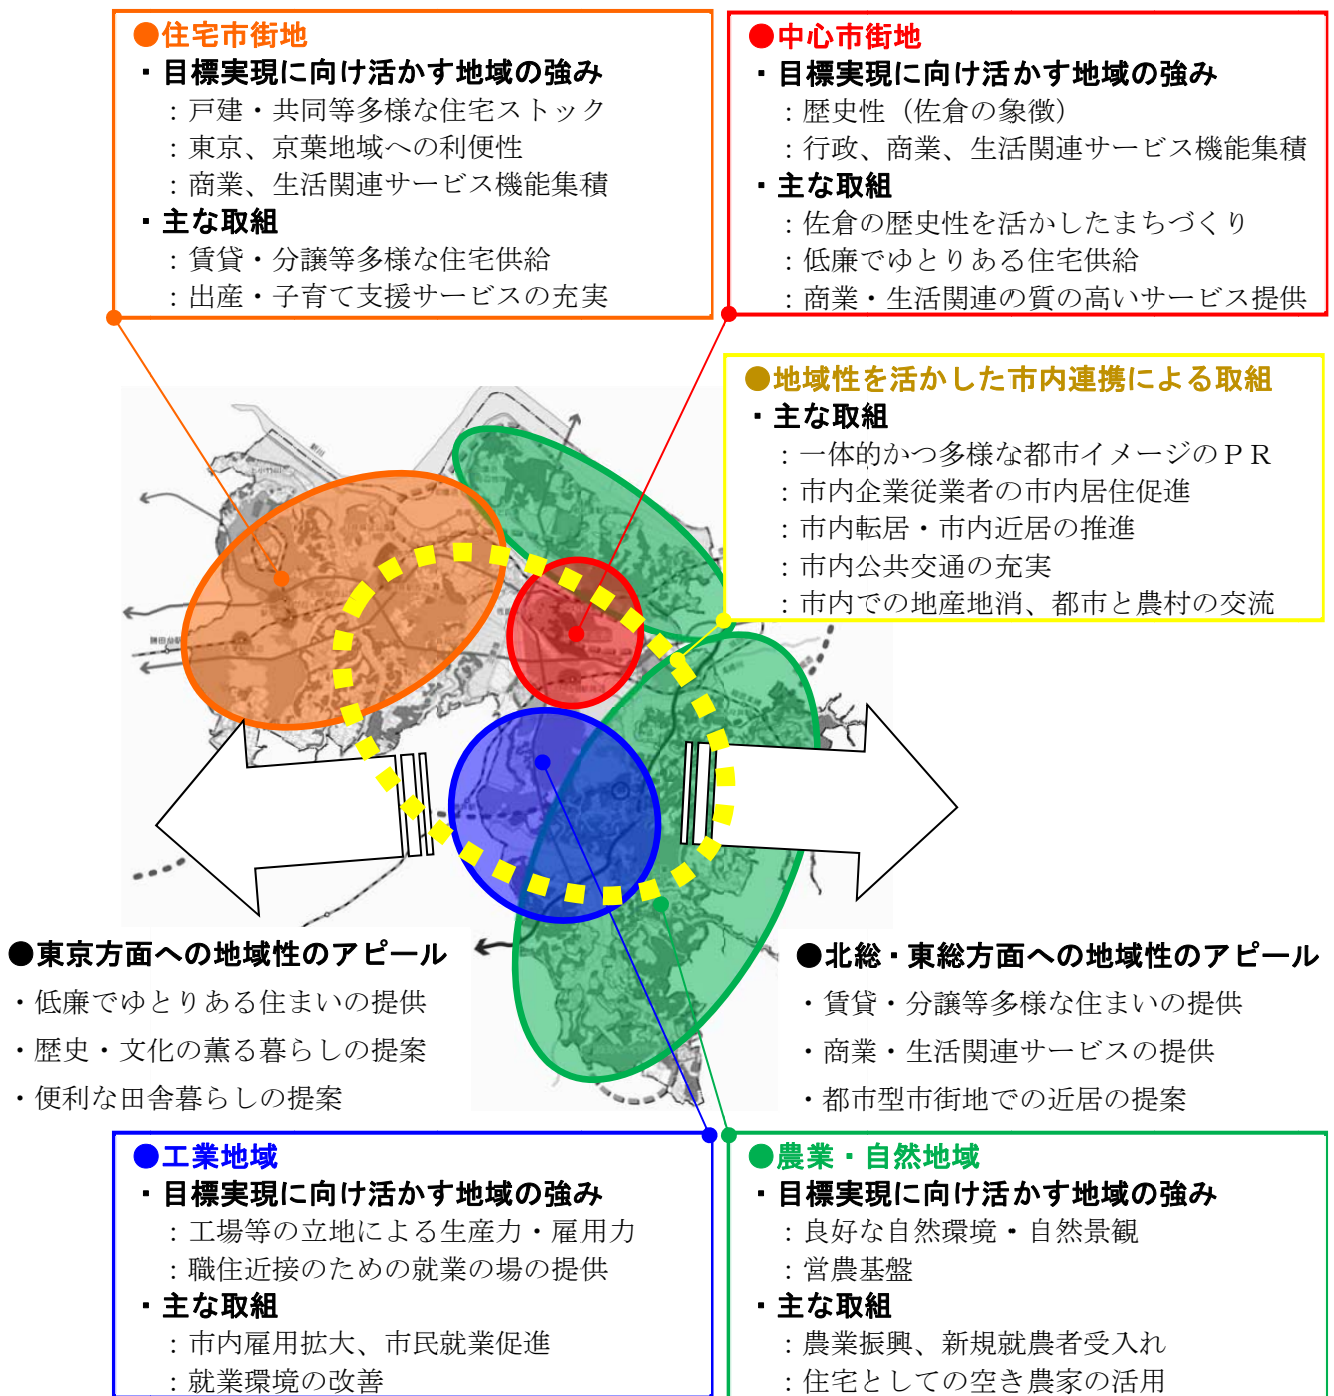 ●住宅市街地
・目標実現に向け活かす地域の強み
：戸建・共同等多様な住宅ストック
：東京、京葉地域への利便性
：商業、生活関連サービス機能集積
・主な取組
：賃貸・分譲等多様な住宅供給
：出産・子育て支援サービスの充実
●中心市街地
・目標実現に向け活かす地域の強み
：歴史性（佐倉の象徴）
：行政、商業、生活関連サービス機能集積
・主な取組
：佐倉の歴史性を活かしたまちづくり
：低廉でゆとりある住宅供給
：商業・生活関連の質の高いサービス提供
●地域性を活かした市内連携による取組
・主な取組
：一体的かつ多様な都市イメージのＰＲ
：市内企業従業者の市内居住促進
：市内転居・市内近居の推進
：市内公共交通の充実
：市内での地産地消、都市と農村の交流
●東京方面への地域性のアピール
・低廉でゆとりある住まいの提供
・歴史・文化の薫る暮らしの提案
・便利な田舎暮らしの提案
●北総・東総方面への地域性のアピール
・賃貸・分譲等多様な住まいの提供
・商業・生活関連サービスの提供
・都市型市街地での近居の提案
●工業地域
・目標実現に向け活かす地域の強み
：工場等の立地による生産力・雇用力
：職住近接のための就業の場の提供
・主な取組
：市内雇用拡大、市民就業促進
：就業環境の改善
●農業・自然地域
・目標実現に向け活かす地域の強み
：良好な自然環境・自然景観
：営農基盤
・主な取組
：農業振興、新規就農者受入れ
：住宅としての空き農家の活用